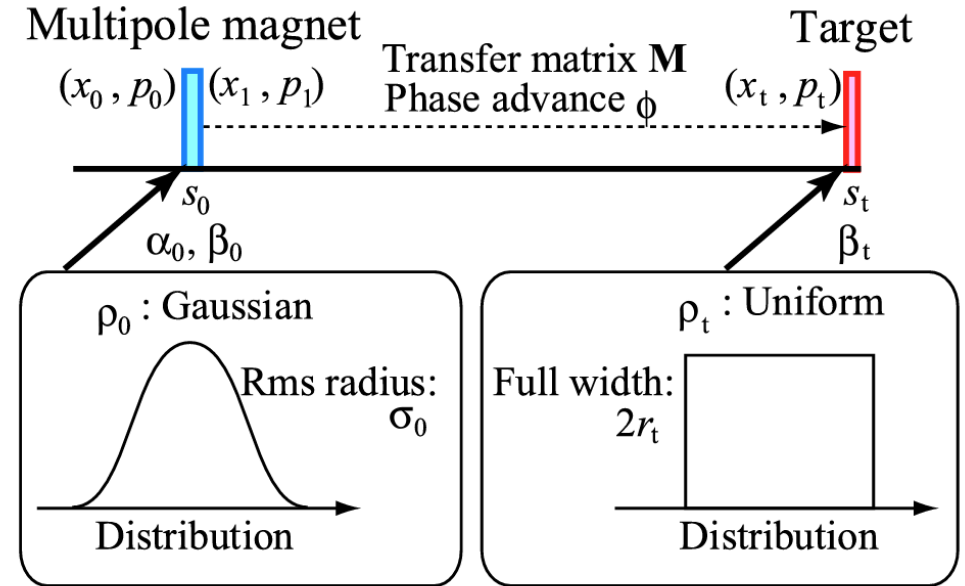 Multipole magnet
Target
(x₀ , p₀)
(x₁ , p₁)
Transfer matrix M
Phase advance ϕ
(xₜ , pₜ)
s₀
α₀, β₀
sₜ
βₜ
ρ₀ : Gaussian
Rms radius:
σ₀
Distribution
ρₜ : Uniform
Full width:
2rₜ
Distribution